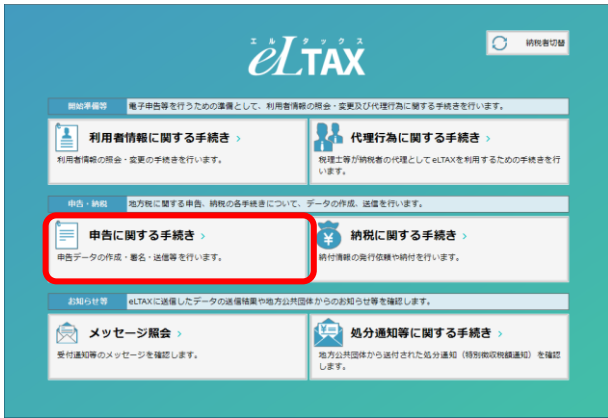 エルタックス
eLTAX
納税者切替
開始準備等 電子申告等を行うための準備として、利用者情報の照会・変更及び代理行為に関する手続きを行います。
利用者情報に関する手続き ›
利用者情報の照会・変更の手続きを行います。
代理行為に関する手続き ›
税理士等が納税者の代理としてeLTAXを利用するための手続きを行
います。
申告・納税 地方税に関する申告、納税の各手続きについて、データの作成、送信を行います。
申告に関する手続き ›
申告データの作成・署名・送信等を行います。
納税に関する手続き ›
納付情報の発行依頼や納付を行います。
お知らせ等 eLTAXに送信したデータの送信結果や地方公共団体からのお知らせ等を確認します。
メッセージ照会 ›
受付通知等のメッセージを確認します。
処分通知等に関する手続き ›
地方公共団体から送付された処分通知（特別徴収税額通知）を確認
します。